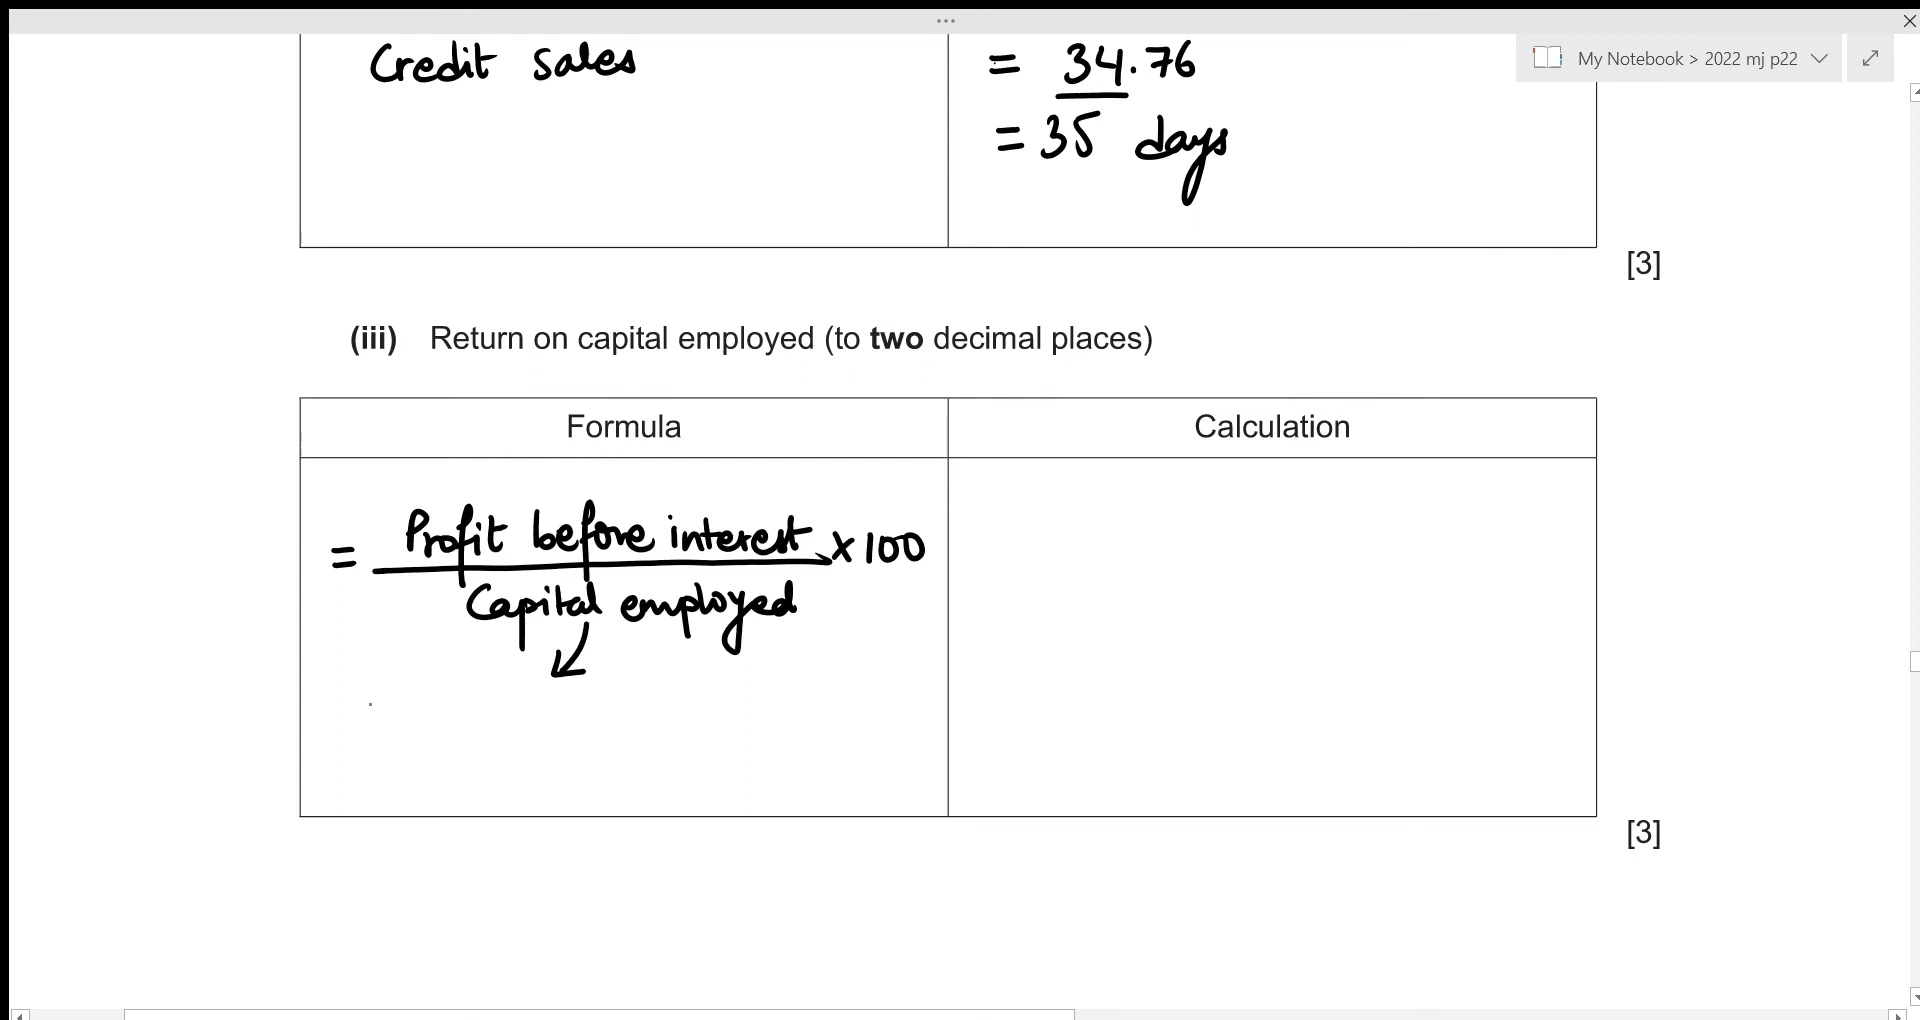 ...
My Notebook > 2022 mj p22
Credit sales
= 34.76
= 35 days
[3]
(iii) Return on capital employed (to two decimal places)
Formula
Calculation
= Profit before interest × 100
Capital employed
[3]